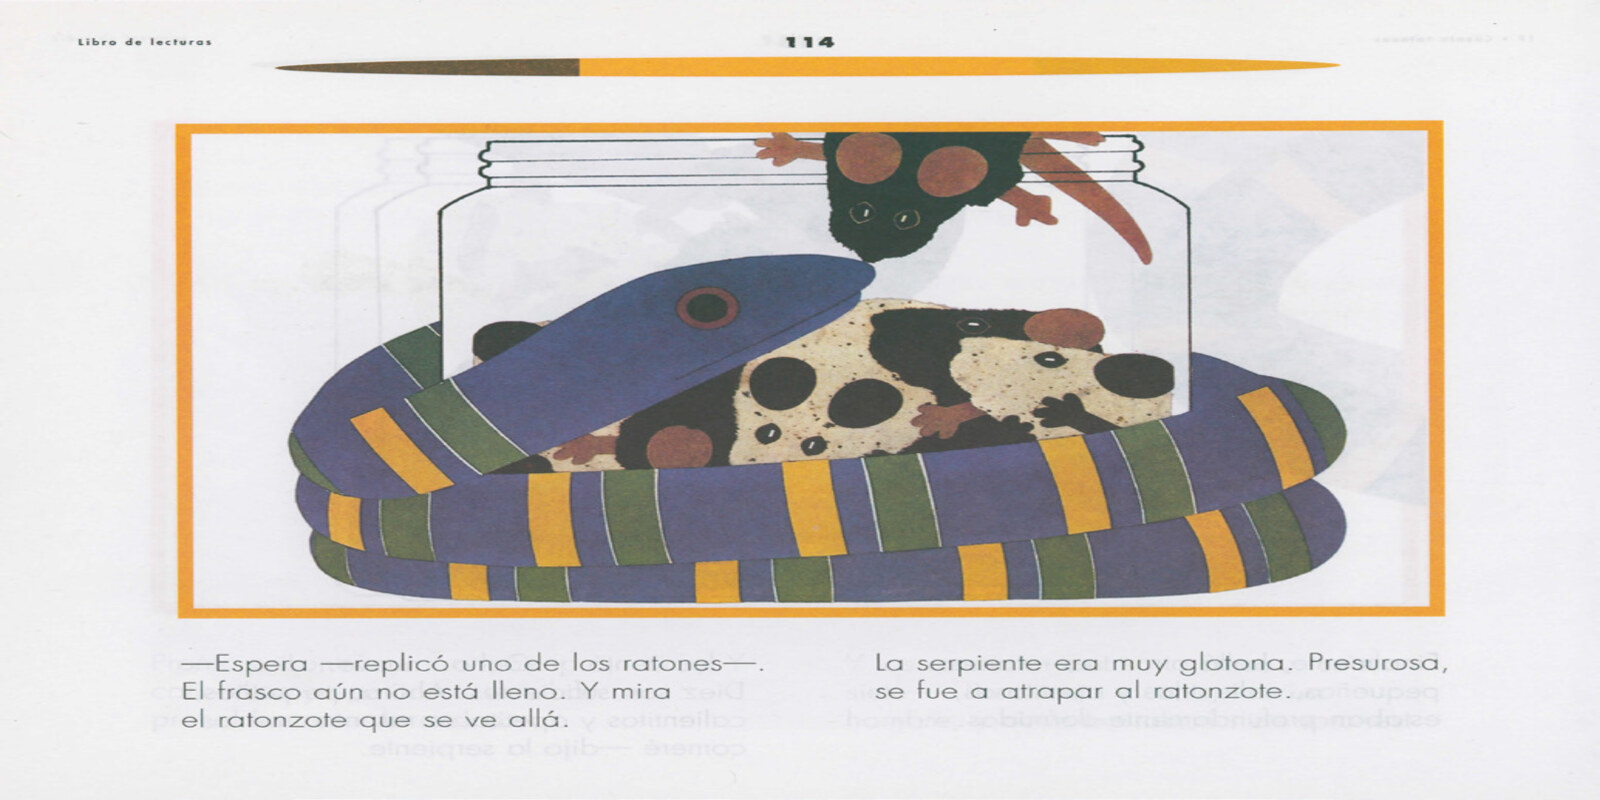 Libro de lecturas
114
—Espera —replicó uno de los ratones—.
El frasco aún no está lleno. Y mira
el ratonzote que se ve allá.
La serpiente era muy glotona. Presurosa,
se fue a atrapar al ratonzote.